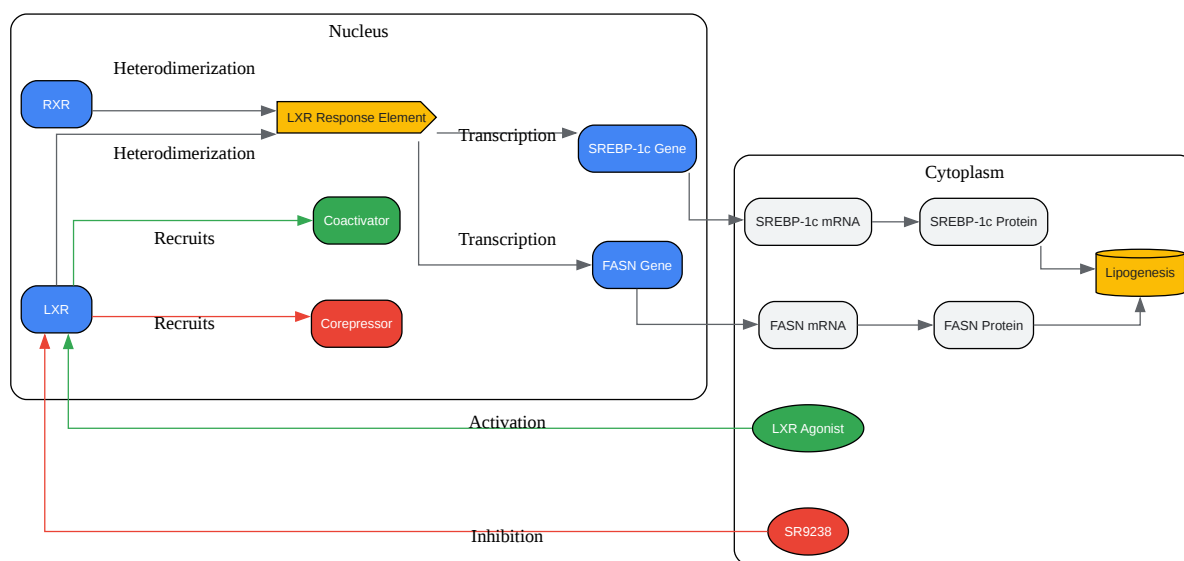 Nucleus
Heterodimerization
RXR
LXR Response Element
Transcription
SREBP-1c Gene
Heterodimerization
Cytoplasm
Coactivator
SREBP-1c mRNA
SREBP-1c Protein
Recruits
Transcription
FASN Gene
Lipogenesis
LXR
Recruits
Corepressor
FASN mRNA
FASN Protein
Activation
LXR Agonist
Inhibition
SR9238